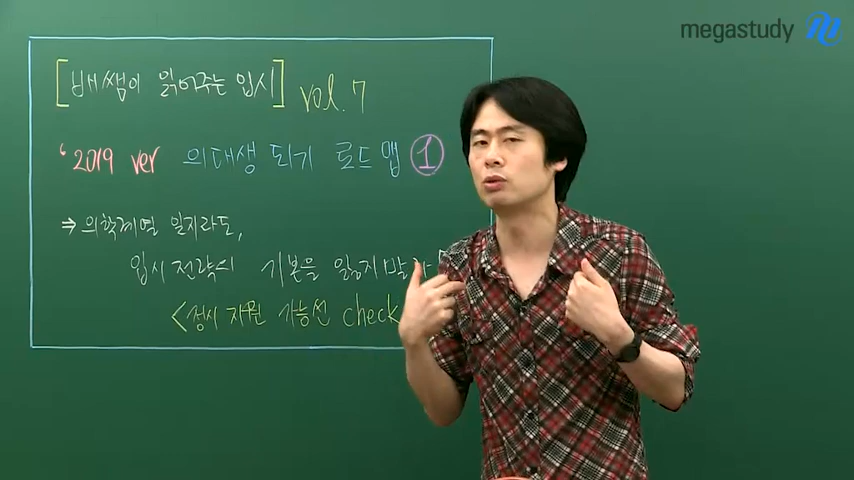 megastudy
[배쌤이 읽어주는 입시] vol.7
'2019 ver 의대생 되기 로드맵 ①
⇒ 의학계열 일지라도,
입시전략의 기본을 잃지말라
<정시 지원 가능선 check